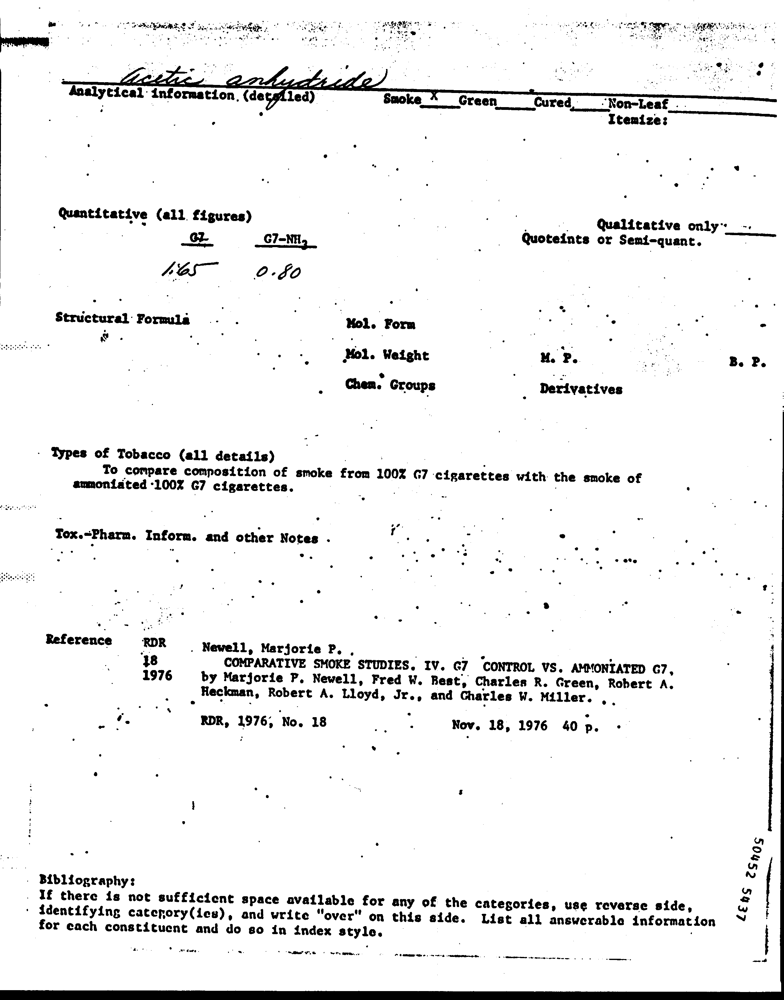 acetic anhydride
Analytical information (detailed) Smoke X Green Cured Non-Leaf
Itemize:
Quantitative (all figures) Qualitative only
G7 G7-NH2 Quoteints or Semi-quant.
1.65 0.80
Structural Formula Mol. Form
Mol. Weight M. P. B. P.
Chem. Groups Derivatives
Types of Tobacco (all details)
To compare composition of smoke from 100% G7 cigarettes with the smoke of
ammoniated 100% G7 cigarettes.
Tox.-Pharm. Inform. and other Notes
Reference RDR Newell, Marjorie P.
18 COMPARATIVE SMOKE STUDIES. IV. G7 CONTROL VS. AMMONIATED G7,
1976 by Marjorie P. Newell, Fred W. Best, Charles R. Green, Robert A.
Heckman, Robert A. Lloyd, Jr., and Charles W. Miller. . .
RDR, 1976, No. 18 Nov. 18, 1976 40 p.
50452 5437
Bibliography:
If there is not sufficient space available for any of the categories, use reverse side,
identifying category(ies), and write "over" on this side. List all answerable information
for each constituent and do so in index style.